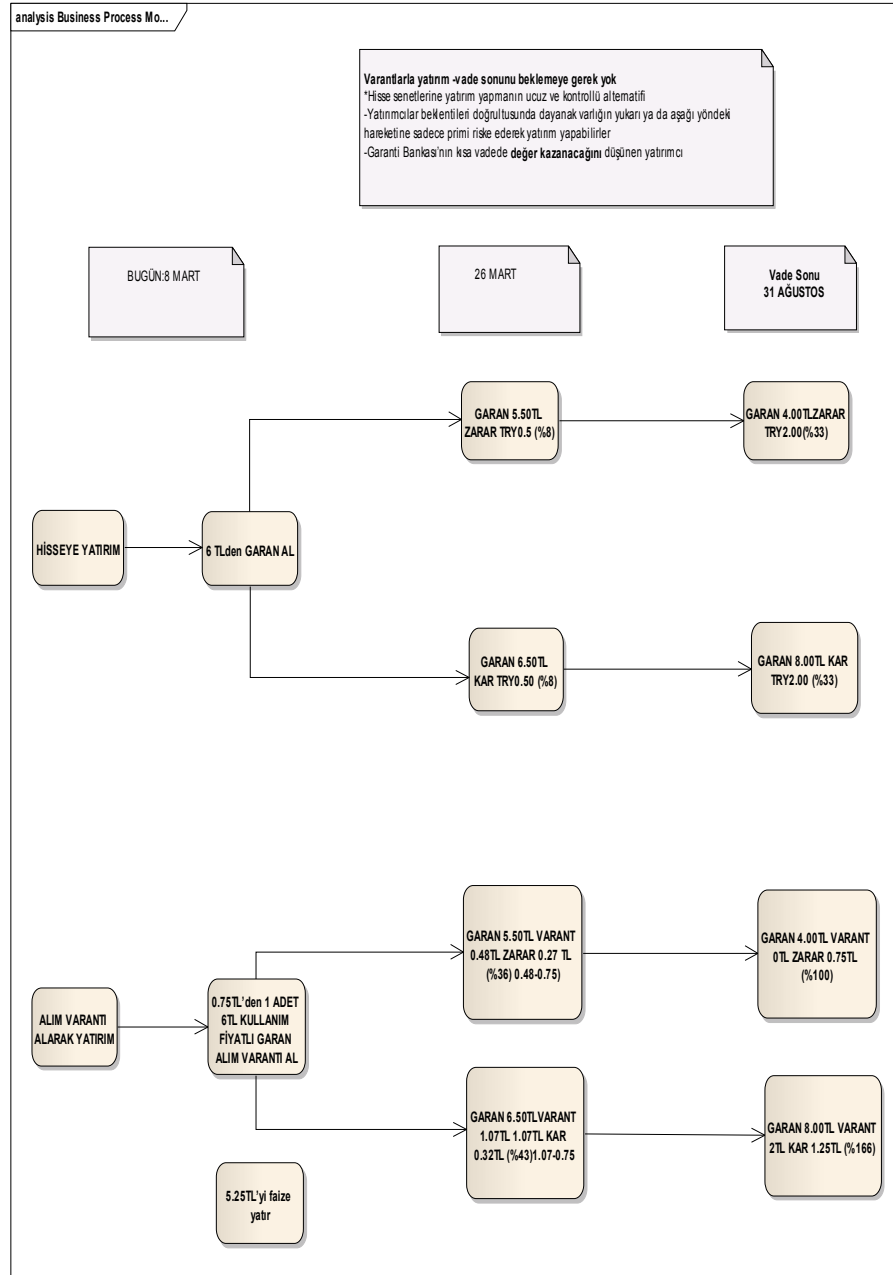 analysis Business Process Mo...
Varantlarla yatırım -vade sonunu beklemeye gerek yok
*Hisse senetlerine yatırım yapmanın ucuz ve kontrollü alternatifi
-Yatırımcılar beklentileri doğrultusunda dayanak varlığın yukarı ya da aşağı yöndeki
hareketine sadece primi riske ederek yatırım yapabilirler
-Garanti Bankası'nın kısa vadede değer kazanacağını düşünen yatırımcı
BUGÜN:8 MART
26 MART
Vade Sonu
31 AĞUSTOS
GARAN 5.50TL
ZARAR TRY0.5 (%8)
GARAN 4.00TLZARAR
TRY2.00(%33)
HİSSEYE YATIRIM
6 TLden GARAN AL
GARAN 6.50TL
KAR TRY0.50 (%8)
GARAN 8.00TL KAR
TRY2.00 (%33)
GARAN 5.50TL VARANT
0.48TL ZARAR 0.27 TL
(%36) 0.48-0.75)
GARAN 4.00TL VARANT
0TL ZARAR 0.75TL
(%100)
ALIM VARANTI
ALARAK YATIRIM
0.75TL'den 1 ADET
6TL KULLANIM
FİYATLI GARAN
ALIM VARANTI AL
GARAN 6.50TLVARANT
1.07TL 1.07TL KAR
0.32TL (%43)1.07-0.75
GARAN 8.00TL VARANT
2TL KAR 1.25TL (%166)
5.25TL'yi faize
yatır